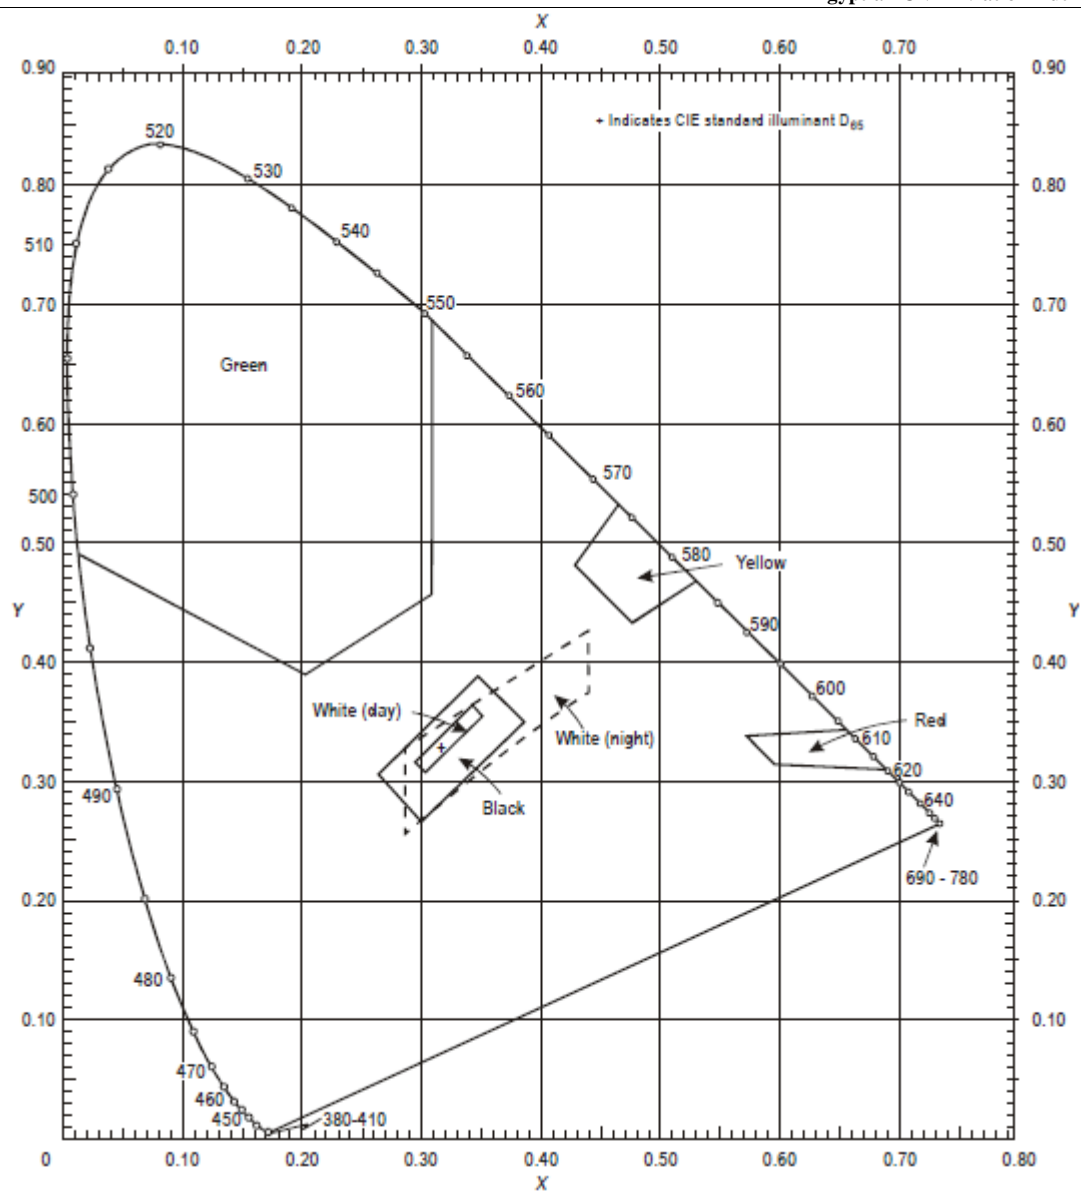 X
0.10 0.20 0.30 0.40 0.50 0.60 0.70
0.90 0.90
+ Indicates CIE standard illuminant D65
520
530
0.80 0.80
540
510
550
0.70 0.70
Green
560
0.60 0.60
570
500
0.50 0.50
580
Yellow
Y Y
590
0.40 0.40
600
White (day)
Red
White (night)
610
0.30 0.30
620
490
Black
640
690 - 780
0.20 0.20
480
0.10 0.10
470
460
450
380-410
0 0.10 0.20 0.30 0.40 0.50 0.60 0.70 0.80
X